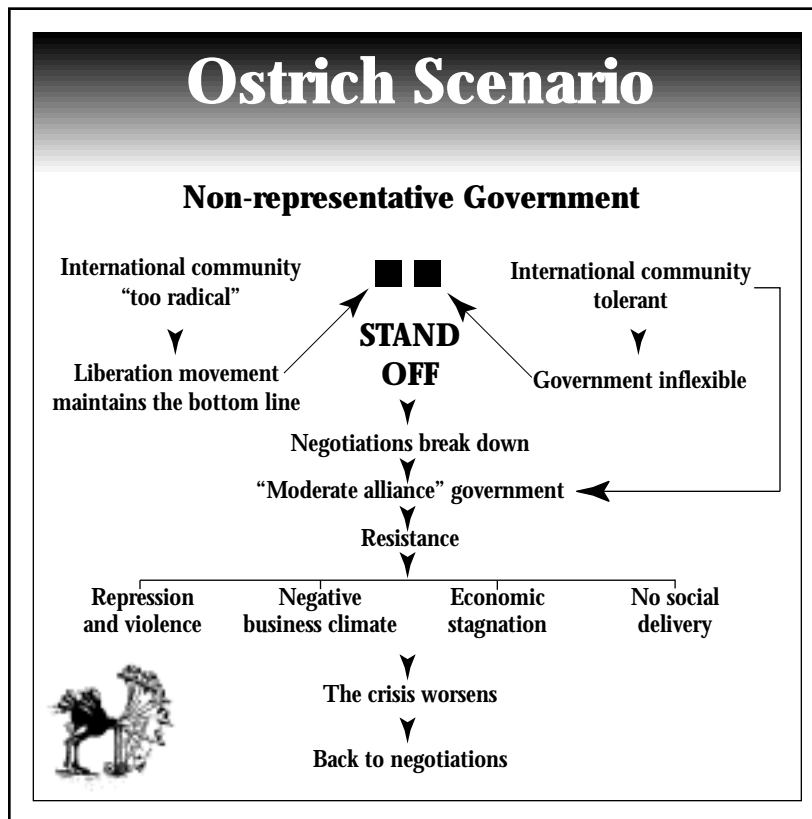 Ostrich Scenario
Non-representative Government
International community
“too radical”
Liberation movement
maintains the bottom line
International community
tolerant
Government inflexible
STAND
OFF
Negotiations break down
“Moderate alliance” government
Resistance
Repression
and violence
Negative
business climate
Economic
stagnation
No social
delivery
The crisis worsens
Back to negotiations